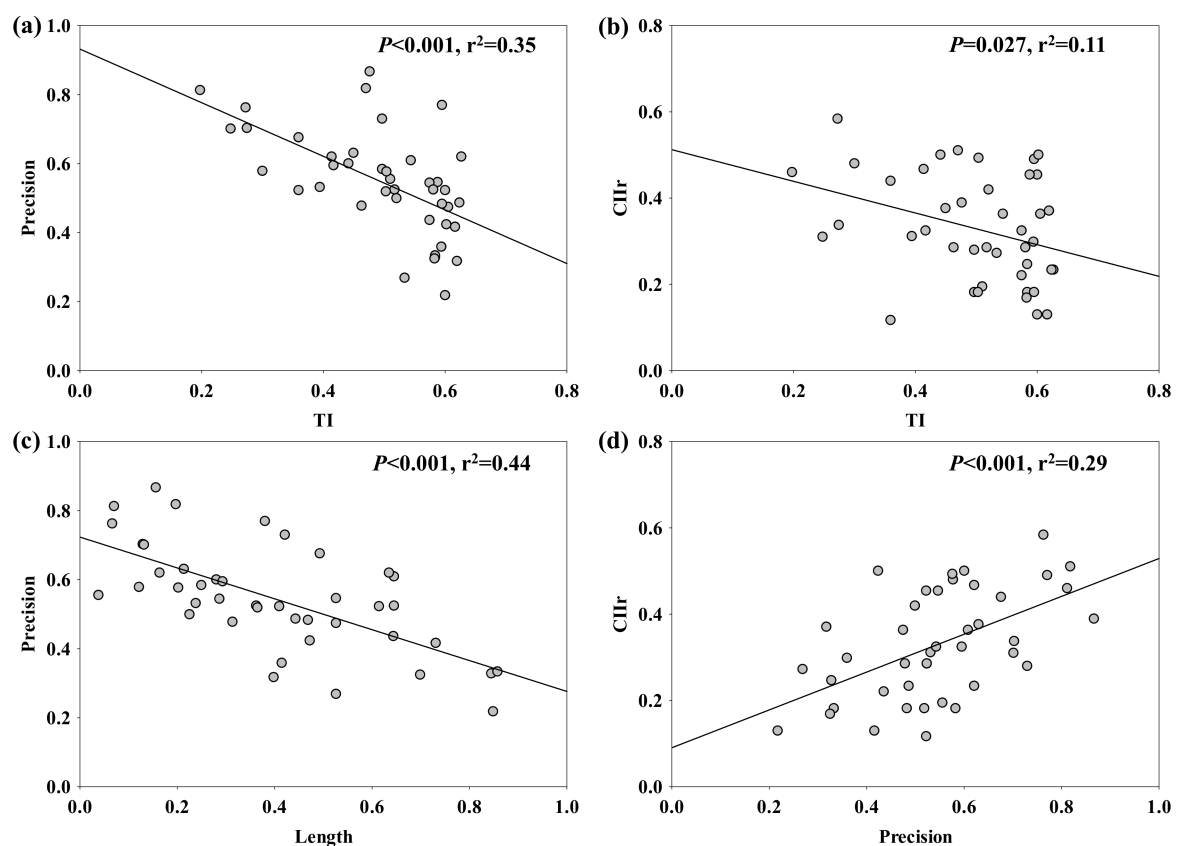 (a)
P<0.001, r²=0.35
1.0
0.8
0.6
0.4
0.2
0.0
Precision
0.0 0.2 0.4 0.6 0.8
TI
(b)
P=0.027, r²=0.11
0.8
0.6
0.4
0.2
0.0
CIIr
0.0 0.2 0.4 0.6 0.8
TI
(c)
P<0.001, r²=0.44
1.0
0.8
0.6
0.4
0.2
0.0
Precision
0.0 0.2 0.4 0.6 0.8 1.0
Length
(d)
P<0.001, r²=0.29
0.8
0.6
0.4
0.2
0.0
CIIr
0.0 0.2 0.4 0.6 0.8 1.0
Precision